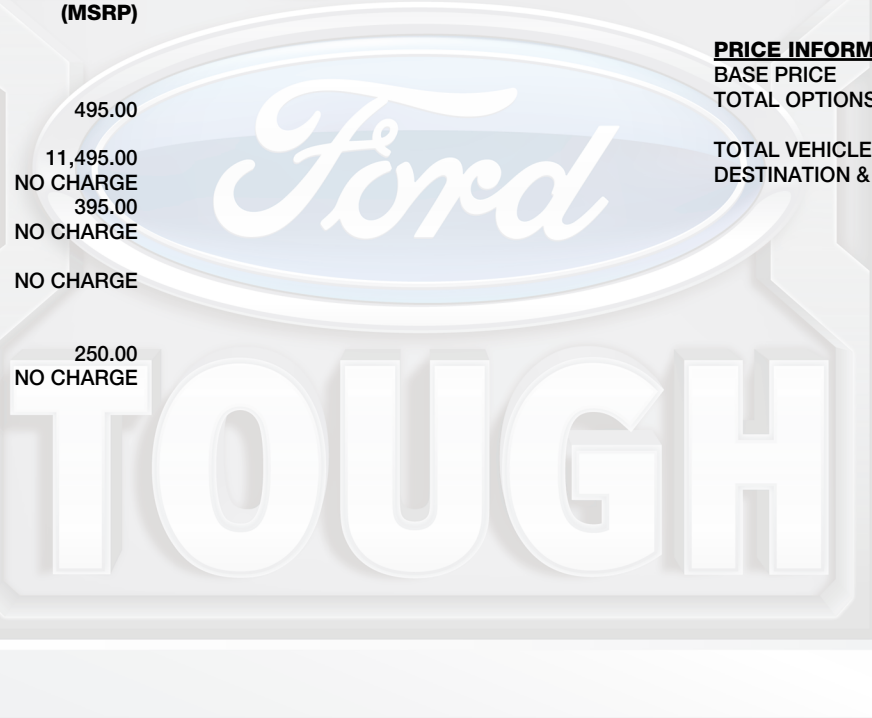 (MSRP)
495.00
11,495.00
NO CHARGE
395.00
NO CHARGE
NO CHARGE
250.00
NO CHARGE
PRICE INFORM
BASE PRICE
TOTAL OPTIONS
TOTAL VEHICLE
DESTINATION &
Ford
TOUGH